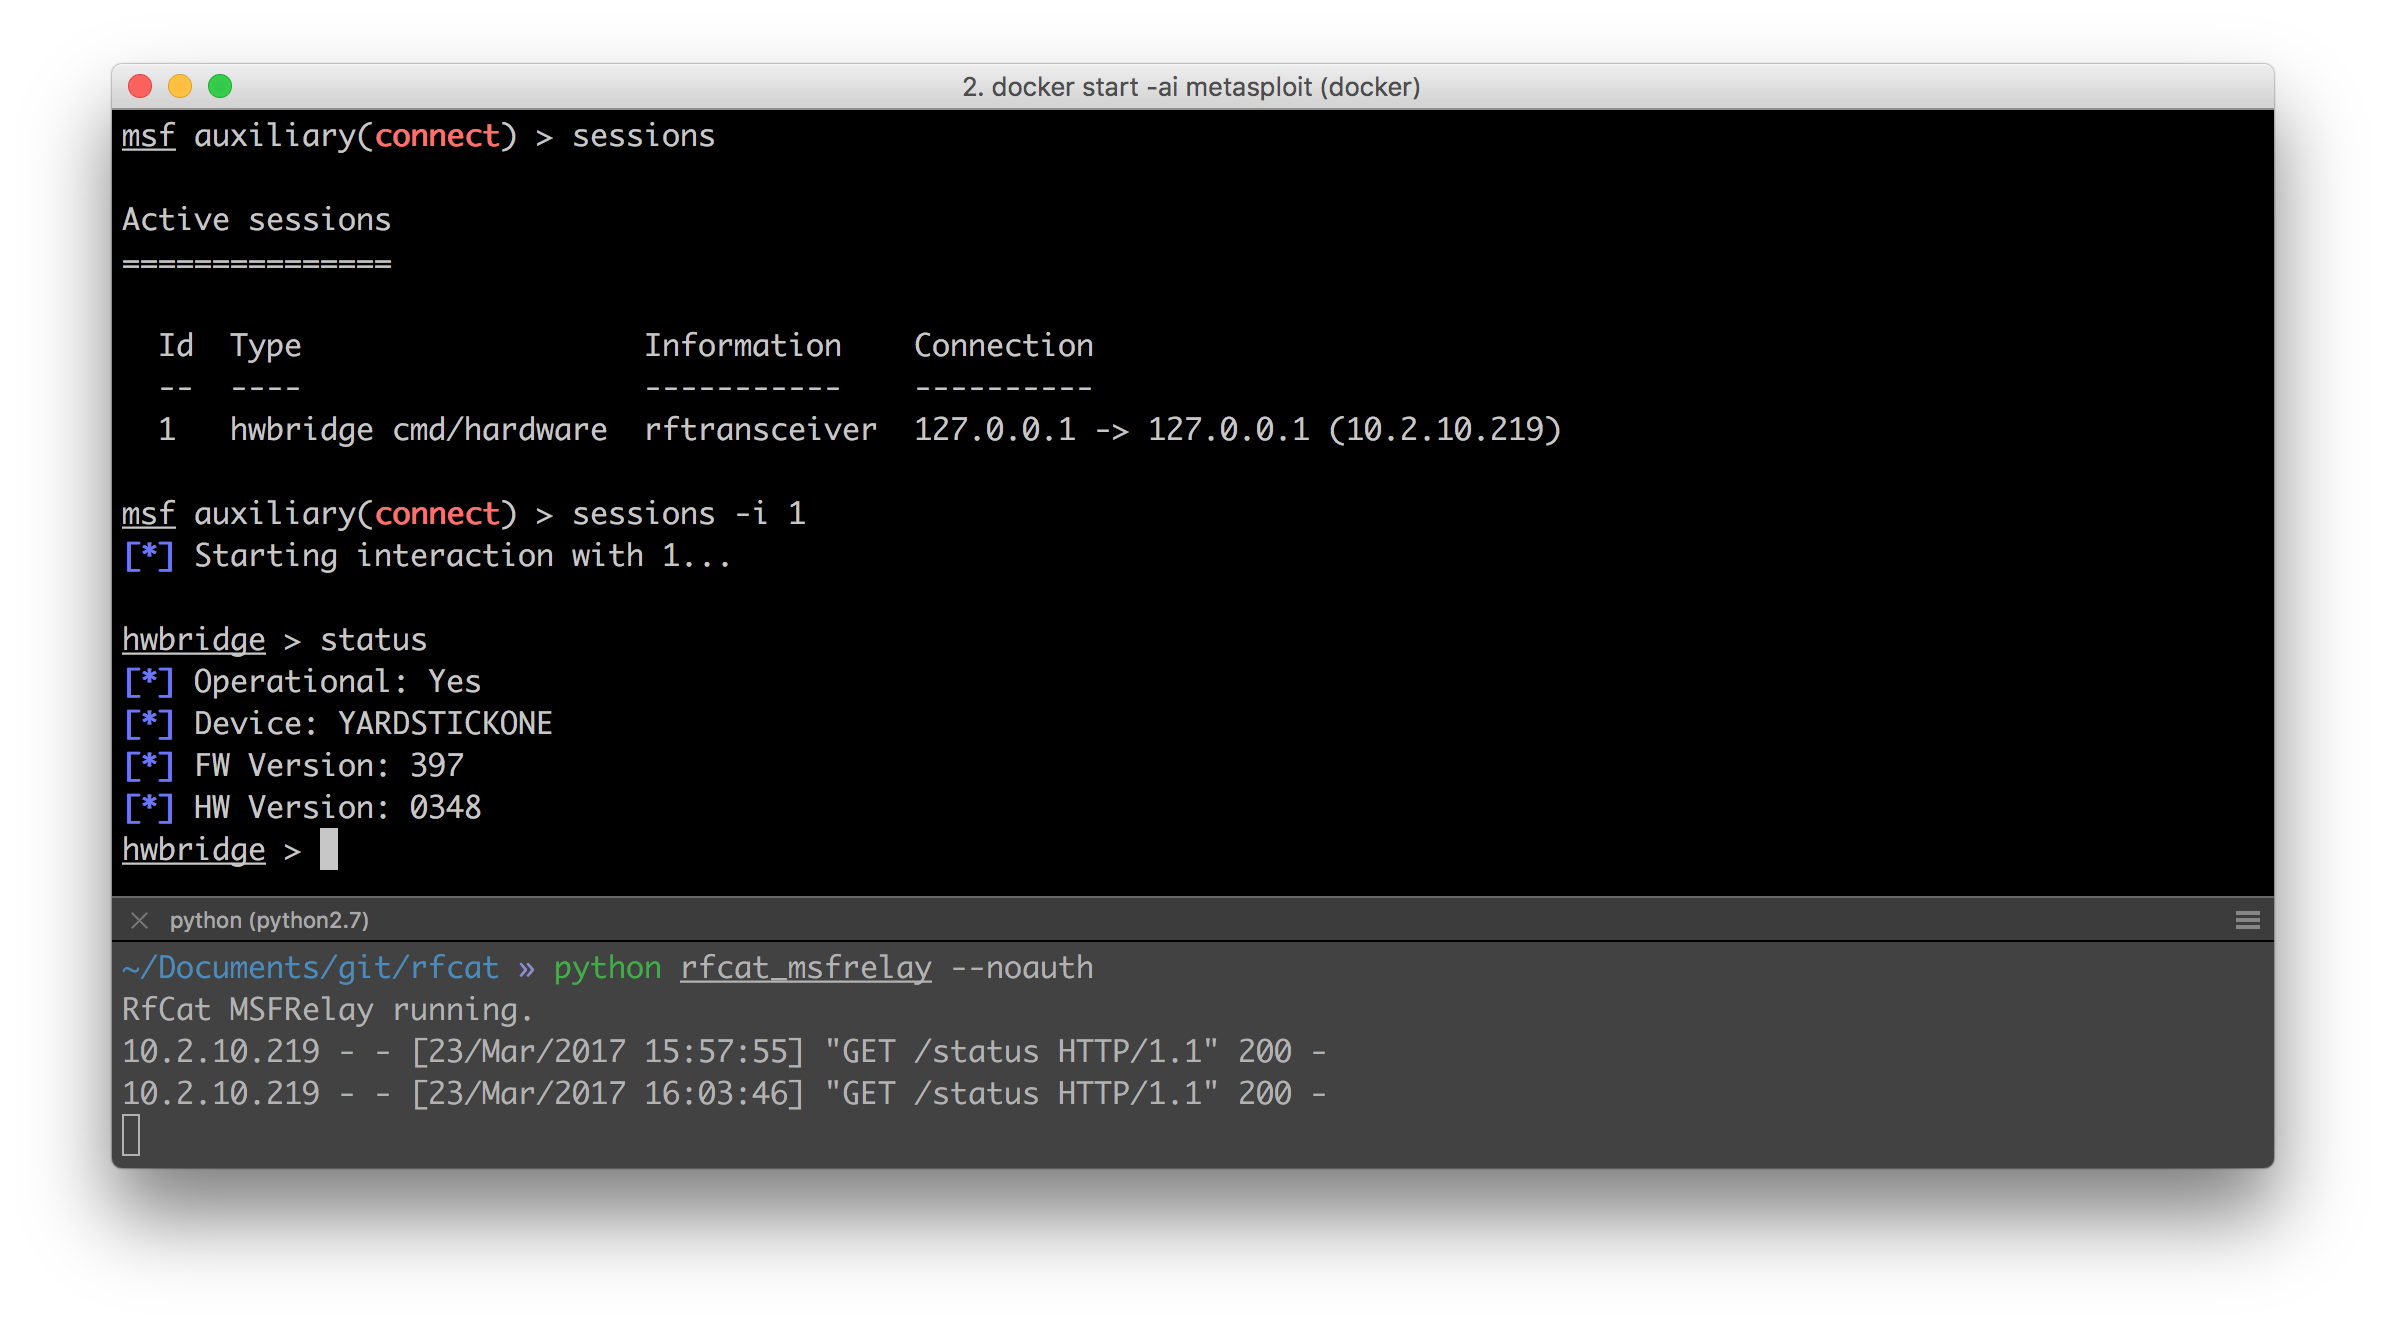 2. docker start -ai metasploit (docker)
msf auxiliary(connect) > sessions
Active sessions
===============
Id  Type                   Information    Connection
--  ----                   -----------    ----------
1   hwbridge cmd/hardware  rftransceiver  127.0.0.1 -> 127.0.0.1 (10.2.10.219)
msf auxiliary(connect) > sessions -i 1
[*] Starting interaction with 1...
hwbridge > status
[*] Operational: Yes
[*] Device: YARDSTICKONE
[*] FW Version: 397
[*] HW Version: 0348
hwbridge >
python (python2.7)
~/Documents/git/rfcat » python rfcat_msfrelay --noauth
RfCat MSFRelay running.
10.2.10.219 - - [23/Mar/2017 15:57:55] "GET /status HTTP/1.1" 200 -
10.2.10.219 - - [23/Mar/2017 16:03:46] "GET /status HTTP/1.1" 200 -